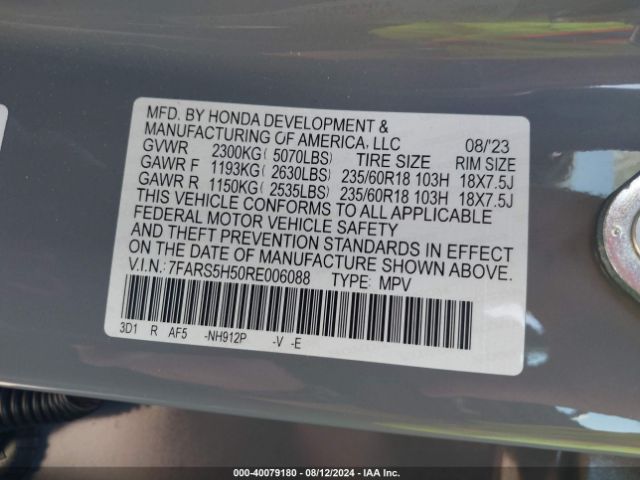 MFD. BY HONDA DEVELOPMENT &
MANUFACTURING OF AMERICA, LLC 08/'23
GVWR 2300KG( 5070LBS) TIRE SIZE RIM SIZE
GAWR F 1193KG( 2630LBS) 235/60R18 103H 18X7.5J
GAWR R 1150KG( 2535LBS) 235/60R18 103H 18X7.5J
THIS VEHICLE CONFORMS TO ALL APPLICABLE
FEDERAL MOTOR VEHICLE SAFETY
AND THEFT PREVENTION STANDARDS IN EFFECT
ON THE DATE OF MANUFACTURE SHOWN ABOVE.
V.I.N.: 7FARS5H50RE006088 TYPE: MPV
3D1 R AF5 -NH912P -V -E
000-40079180 - 08/12/2024 - IAA Inc.